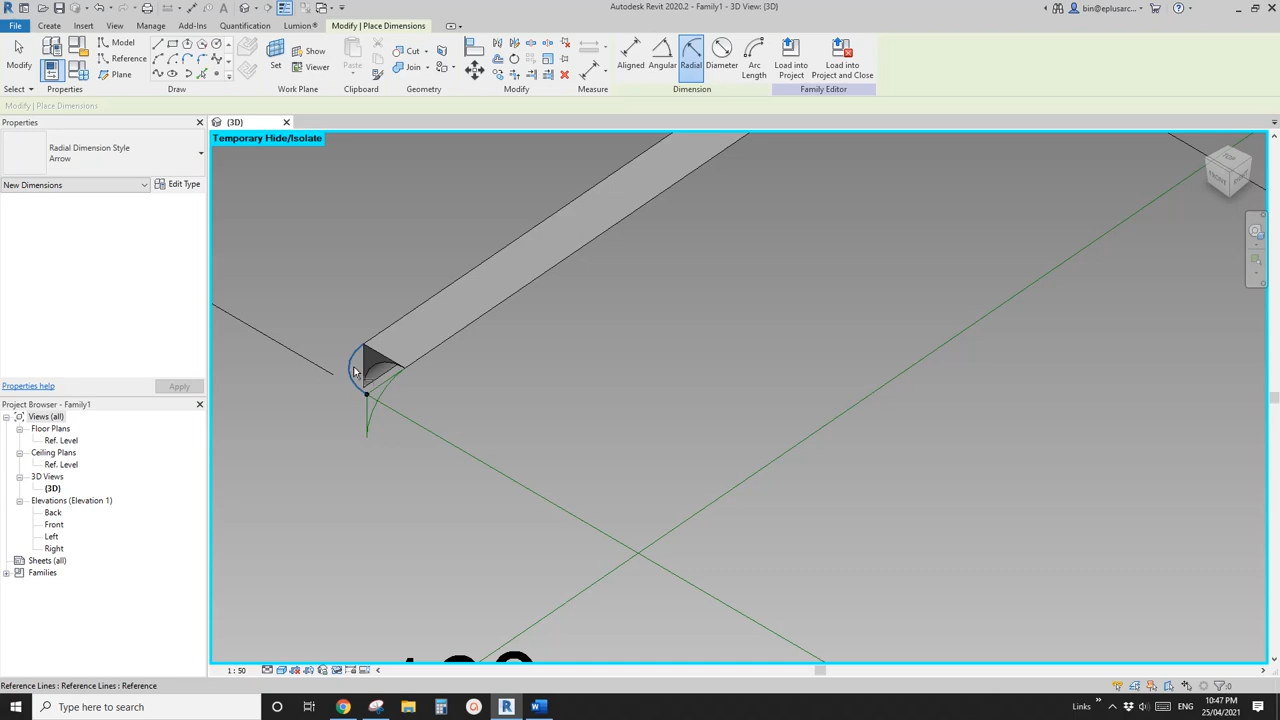 Autodesk Revit 2020.2 - Family1 - 3D View: {3D}
bin@eplusarc...
File Create Insert View Manage Add-Ins Quantification Lumion® Modify | Place Dimensions
Modify
Model
Reference
Plane
Set
Show
Viewer
Paste
Cut
Join
Aligned
Angular
Radial
Diameter
Arc
Length
Load into
Project
Load into
Project and Close
Select
Properties
Draw
Work Plane
Clipboard
Geometry
Modify
Measure
Dimension
Family Editor
Modify | Place Dimensions
Properties
Radial Dimension Style
Arrow
New Dimensions
Edit Type
Properties help
Apply
Project Browser - Family1
Views (all)
Floor Plans
Ref. Level
Ceiling Plans
Ref. Level
3D Views
{3D}
Elevations (Elevation 1)
Back
Front
Left
Right
Sheets (all)
Families
{3D}
Temporary Hide/Isolate
TOP
FRONT
1 : 50
Reference Lines : Reference Lines : Reference
:0
Type here to search
Links
ENG
10:47 PM
25/04/2021